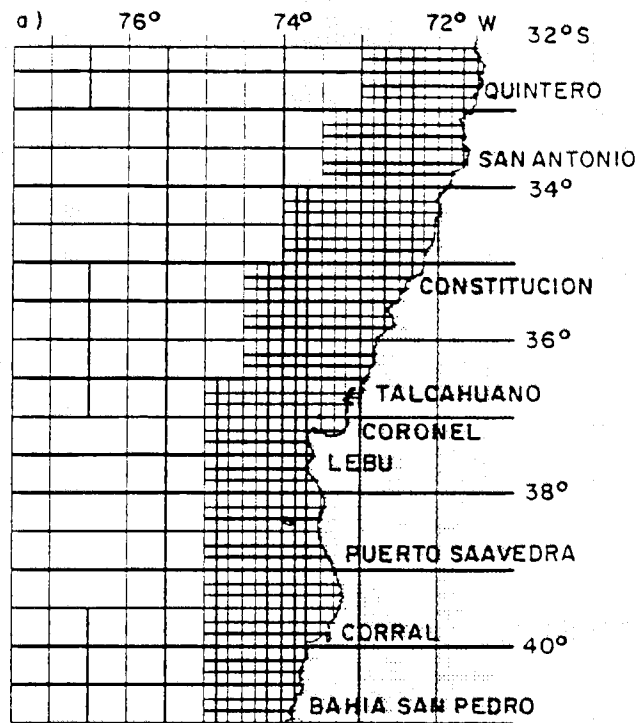 a) 76° 74° 72° W
32°S
QUINTERO
SAN ANTONIO
34°
CONSTITUCION
36°
TALCAHUANO
CORONEL
LEBU
38°
PUERTO SAAVEDRA
CORRAL
40°
BAHIA SAN PEDRO